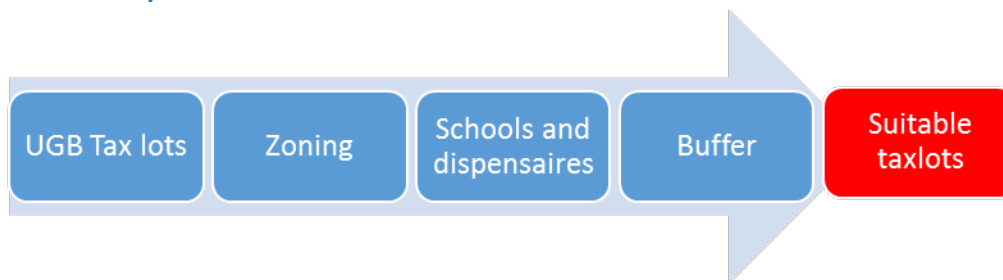 UGB Tax lots
Zoning
Schools and
dispensaires
Buffer
Suitable
taxlots